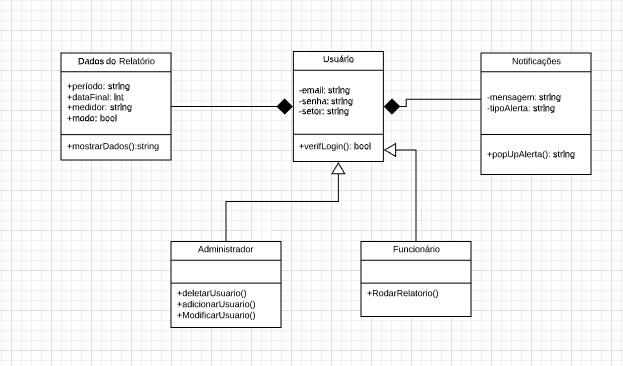 Dados do Relatório
+período: string
+dataFinal: Int
+medidor: string
+modo: bool
+mostrarDados():string
Usuário
-email: string
-senha: string
-setor: string
+verifLogin(): bool
Notificações
-mensagem: string
-tipoAlerta: string
+popUpAlerta(): string
Administrador
+deletarUsuario()
+adicionarUsuario()
+ModificarUsuario()
Funcionário
+RodarRelatorio()